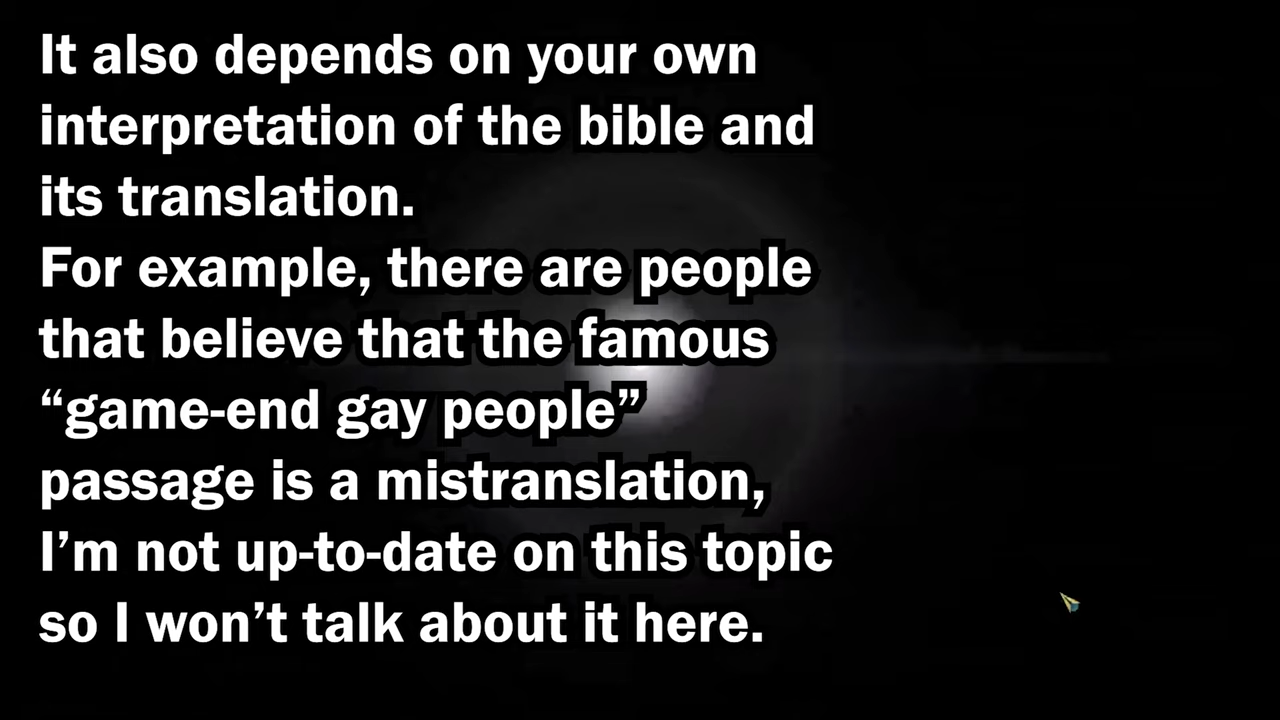 It also depends on your own
interpretation of the bible and
its translation.
For example, there are people
that believe that the famous
“game-end gay people”
passage is a mistranslation,
I’m not up-to-date on this topic
so I won’t talk about it here.